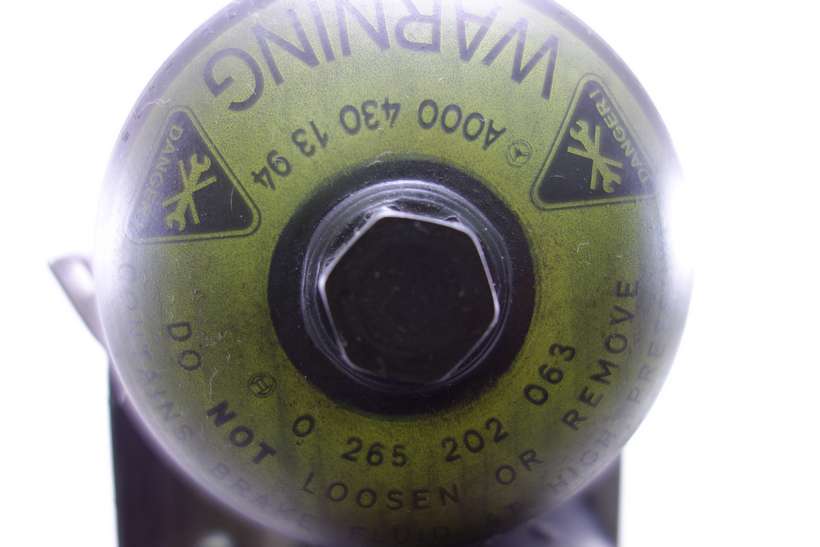 WARNING
A000 430 13 94
DANGER!
DANGER!
0 265 202 063
DO NOT LOOSEN OR REMOVE
CONTAINS BRAKE FLUID AT HIGH PRE